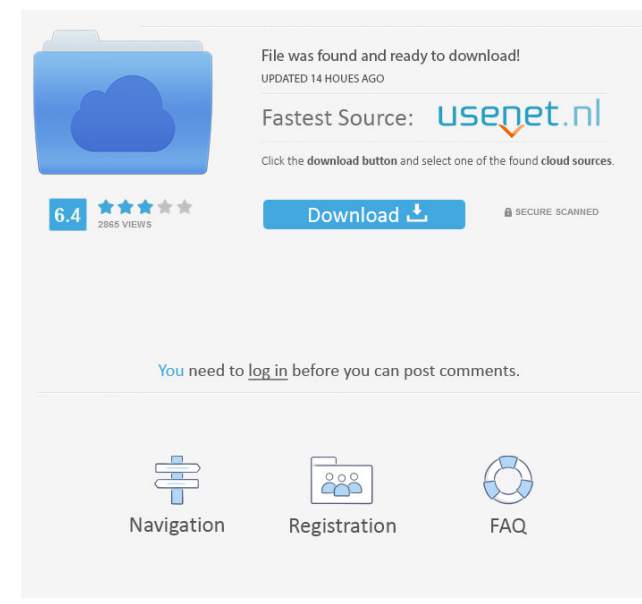 File was found and ready to download!
UPDATED 14 HOUES AGO
Fastest Source: usenet.nl
Click the download button and select one of the found cloud sources.
6.4
2865 VIEWS
Download
SECURE SCANNED
You need to log in before you can post comments.
Navigation
Registration
FAQ